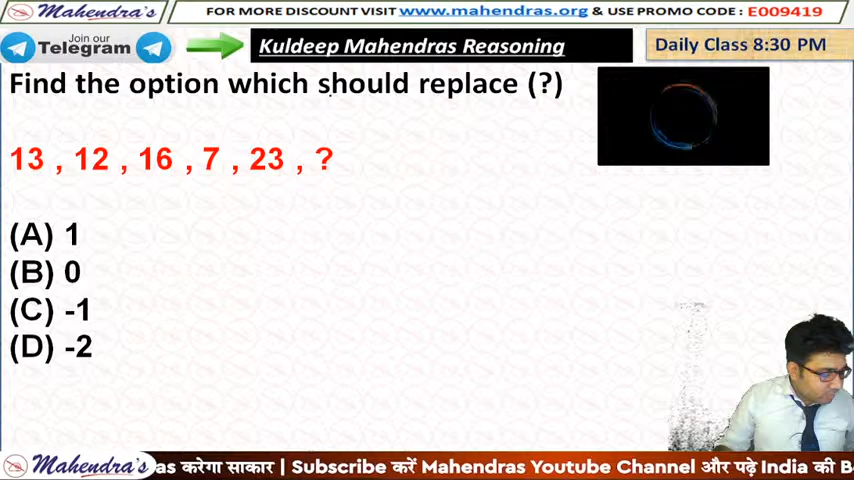 Mahendra's
FOR MORE DISCOUNT VISIT www.mahendras.org & USE PROMO CODE : E009419
Join our
Telegram
Kuldeep Mahendras Reasoning
Daily Class 8:30 PM
Find the option which should replace (?)
13 , 12 , 16 , 7 , 23 , ?
(A) 1
(B) 0
(C) -1
(D) -2
Mahendra's as करेगा साकार | Subscribe करें Mahendras Youtube Channel और पढ़े India की B